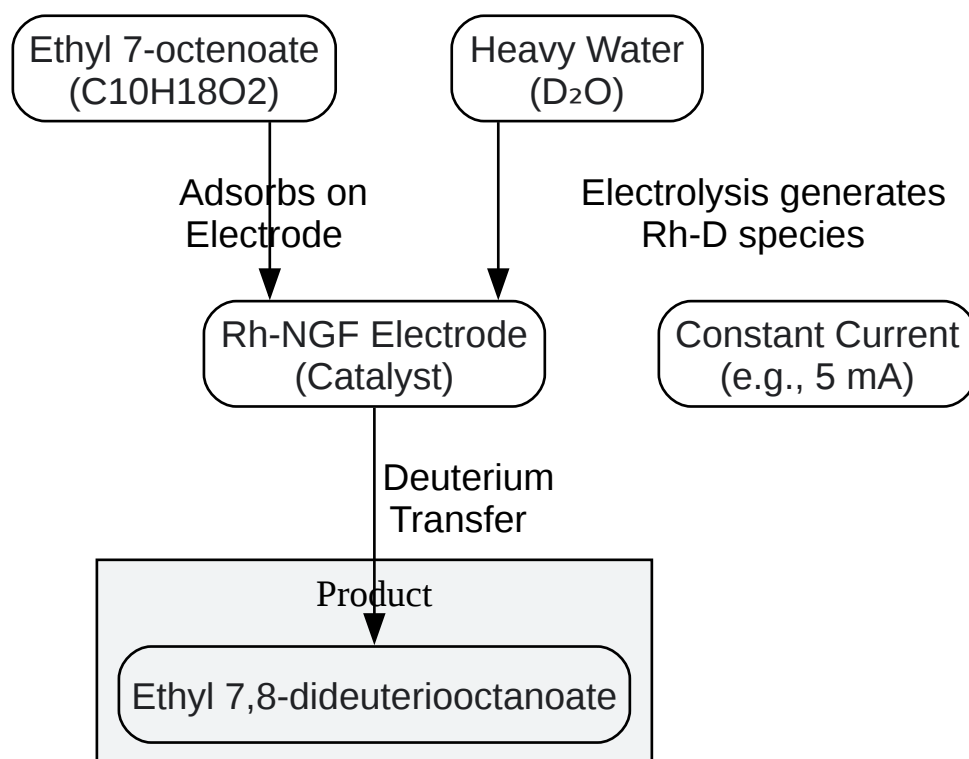 Ethyl 7-octenoate
(C10H18O2)
Heavy Water
(D₂O)
Adsorbs on
Electrode
Electrolysis generates
Rh-D species
Rh-NGF Electrode
(Catalyst)
Constant Current
(e.g., 5 mA)
Deuterium
Transfer
Product
Ethyl 7,8-dideuteriooctanoate